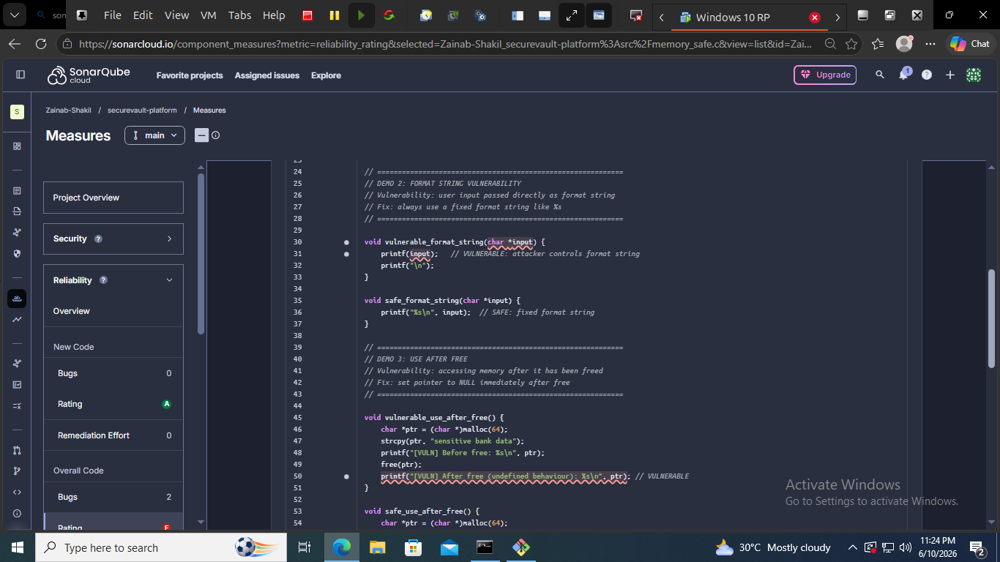 son
File Edit View VM Tabs Help
Windows 10 RP
https://sonarcloud.io/component_measures?metric=reliability_rating&selected=Zainab-Shakil_securevault-platform%3Asrc%2Fmemory_safe.c&view=list&id=Zai...
Chat
SonarQube cloud
Favorite projects Assigned issues Explore
Upgrade
1
S
Zainab-Shakil / securevault-platform / Measures
Measures
main
Project Overview
Security
Reliability
Overview
New Code
Bugs 0
Rating A
Remediation Effort 0
Overall Code
Bugs 2
Rating E
23
24 // ============================================================
25 // DEMO 2: FORMAT STRING VULNERABILITY
26 // Vulnerability: user input passed directly as format string
27 // Fix: always use a fixed format string like %s
28 // ============================================================
29
30 void vulnerable_format_string(char *input) {
31 printf(input); // VULNERABLE: attacker controls format string
32 printf("\n");
33 }
34
35 void safe_format_string(char *input) {
36 printf("%s\n", input); // SAFE: fixed format string
37 }
38
39 // ============================================================
40 // DEMO 3: USE AFTER FREE
41 // Vulnerability: accessing memory after it has been freed
42 // Fix: set pointer to NULL immediately after free
43 // ============================================================
44
45 void vulnerable_use_after_free() {
46 char *ptr = (char *)malloc(64);
47 strcpy(ptr, "sensitive bank data");
48 printf("[VULN] Before free: %s\n", ptr);
49 free(ptr);
50 printf("[VULN] After free (undefined behaviour): %s\n", ptr); // VULNERABLE
51 }
52
53 void safe_use_after_free() {
54 char *ptr = (char *)malloc(64);
Activate Windows
Go to Settings to activate Windows.
Type here to search
30°C Mostly cloudy
11:24 PM
6/10/2026
2